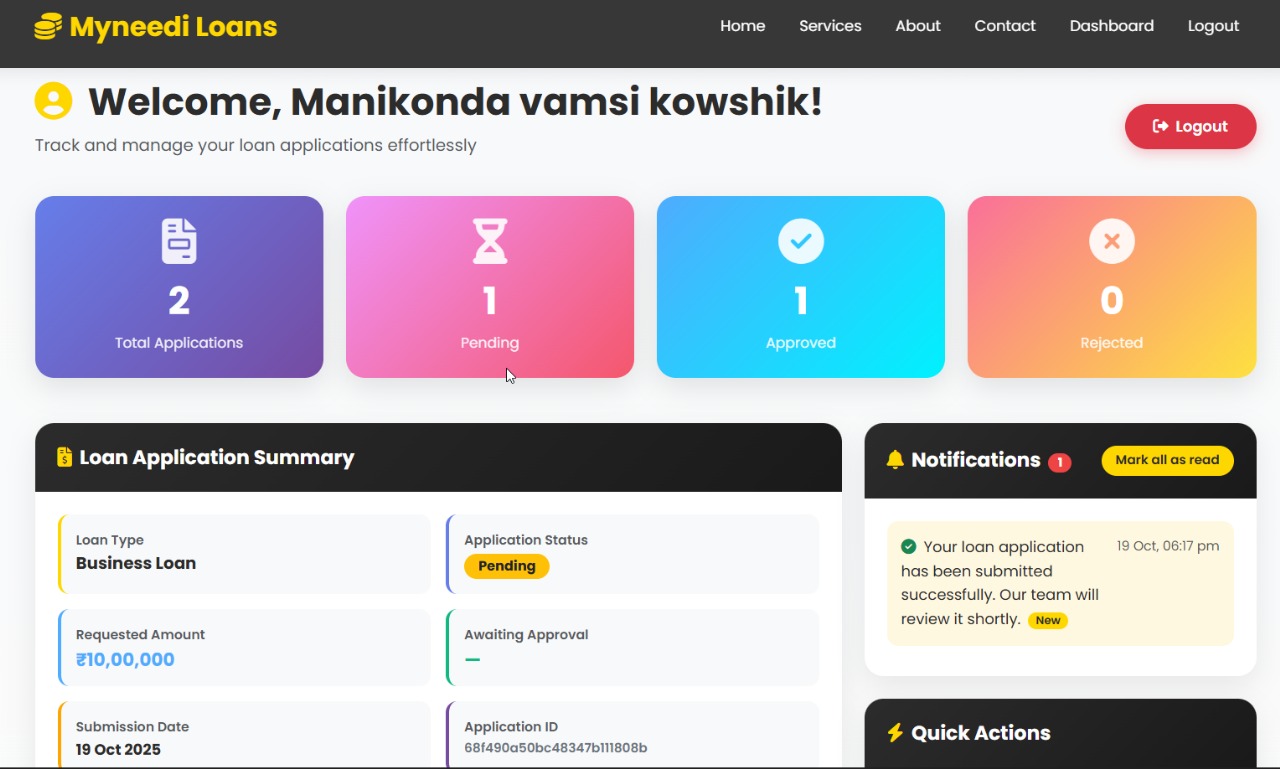 Myneedi Loans
Home Services About Contact Dashboard Logout
Welcome, Manikonda vamsi kowshik!
Track and manage your loan applications effortlessly
Logout
2
Total Applications
1
Pending
1
Approved
0
Rejected
Loan Application Summary
Loan Type
Business Loan
Application Status
Pending
Requested Amount
₹10,00,000
Awaiting Approval
—
Submission Date
19 Oct 2025
Application ID
68f490a50bc48347b111808b
Notifications 1 Mark all as read
Your loan application 19 Oct, 06:17 pm
has been submitted
successfully. Our team will
review it shortly. New
Quick Actions